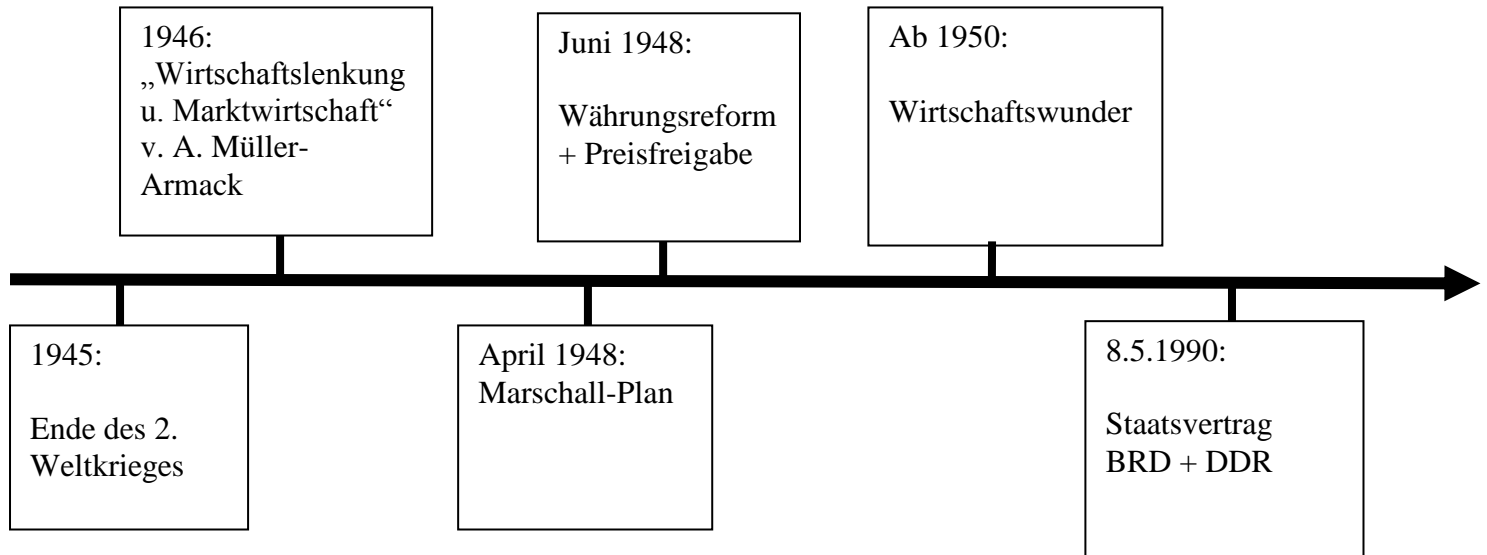 1946:
„Wirtschaftslenkung
u. Marktwirtschaft“
v. A. Müller-
Armack
Juni 1948:
Währungsreform
+ Preisfreigabe
Ab 1950:
Wirtschaftswunder
1945:
Ende des 2.
Weltkrieges
April 1948:
Marschall-Plan
8.5.1990:
Staatsvertrag
BRD + DDR